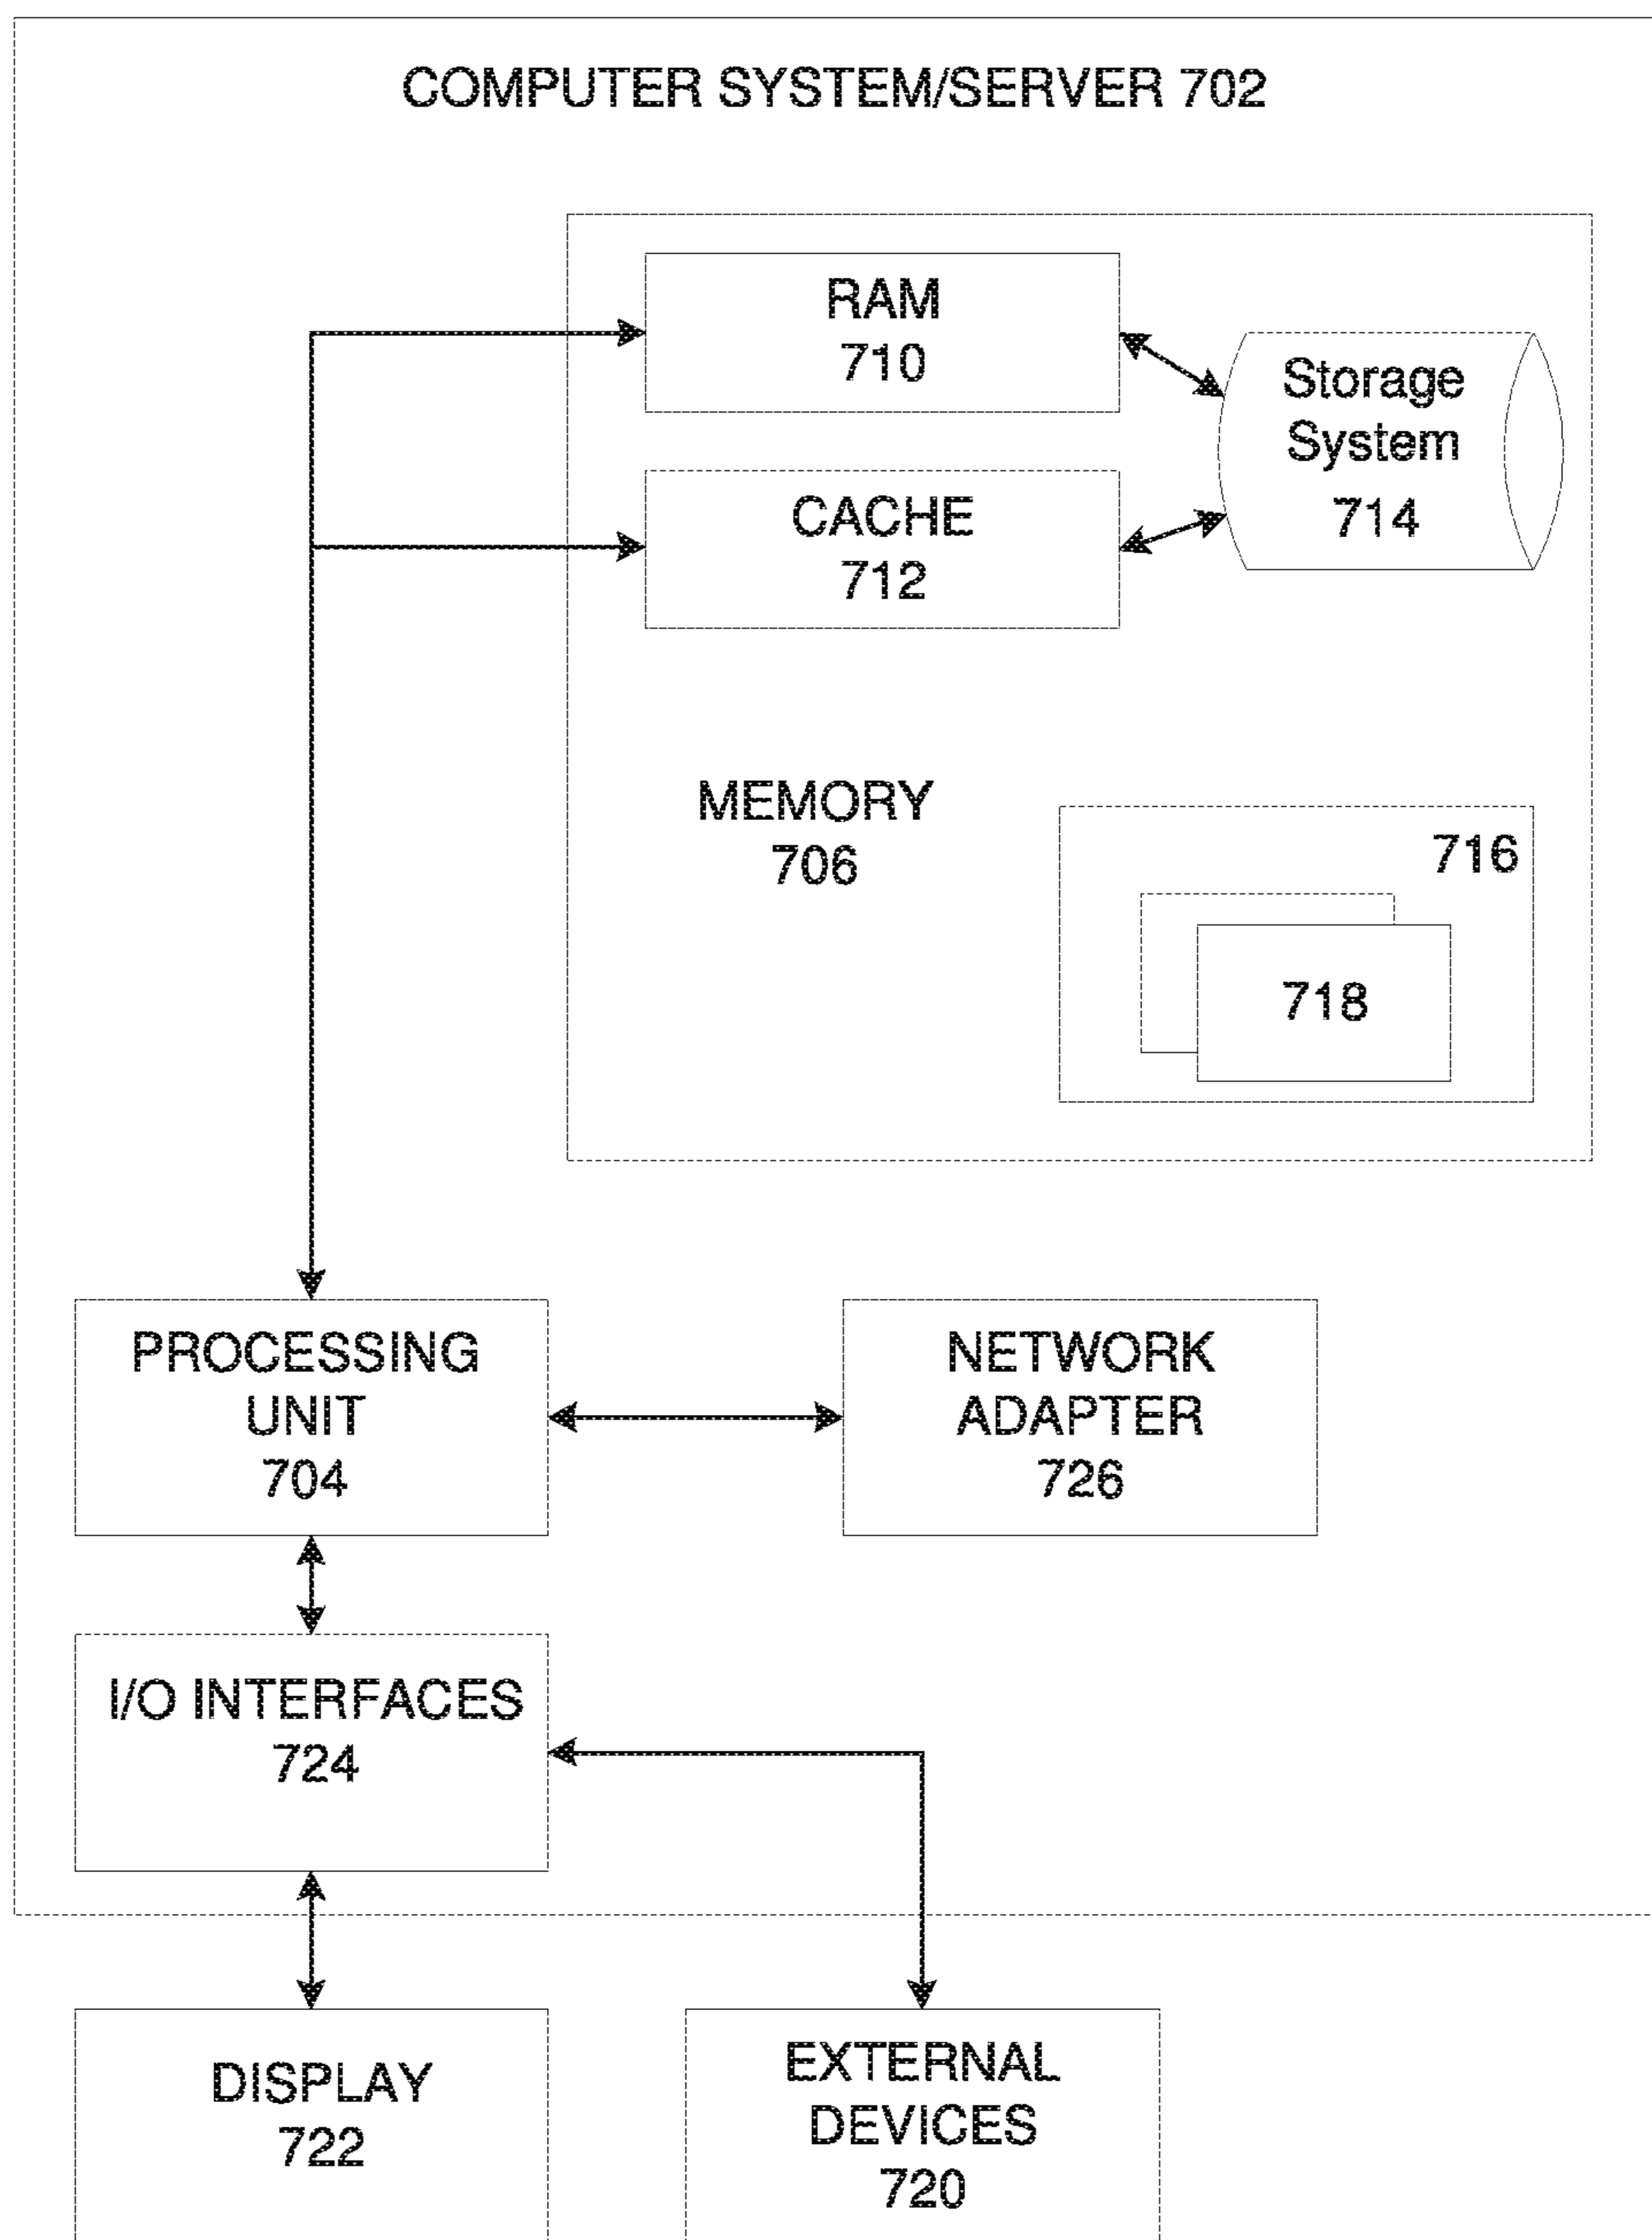 COMPUTER SYSTEM/SERVER 702
RAM
710
Storage
System
714
CACHE
712
MEMORY
706
716
718
PROCESSING
UNIT
704
NETWORK
ADAPTER
726
I/O INTERFACES
724
DISPLAY
722
EXTERNAL
DEVICES
720